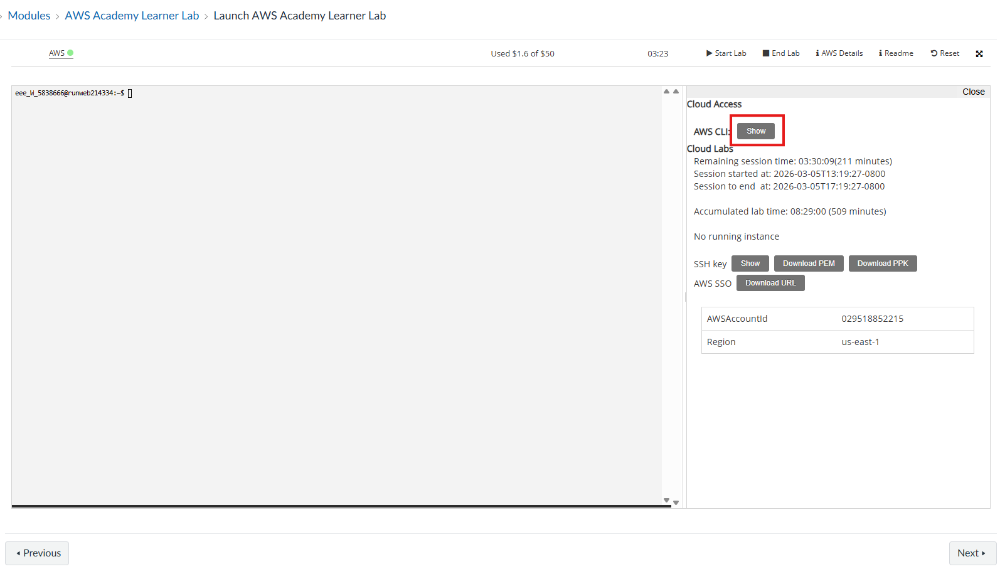 Modules > AWS Academy Learner Lab > Launch AWS Academy Learner Lab
AWS Used $1.6 of $50 03:23 Start Lab End Lab AWS Details Readme Reset
eee_W_5838666@runweb214334:~$
Close
Cloud Access
AWS CLI: Show
Cloud Labs
Remaining session time: 03:30:09(211 minutes)
Session started at: 2026-03-05T13:19:27-0800
Session to end at: 2026-03-05T17:19:27-0800
Accumulated lab time: 08:29:00 (509 minutes)
No running instance
SSH key Show Download PEM Download PPK
AWS SSO Download URL
AWSAccountId 029518852215
Region us-east-1
Previous Next